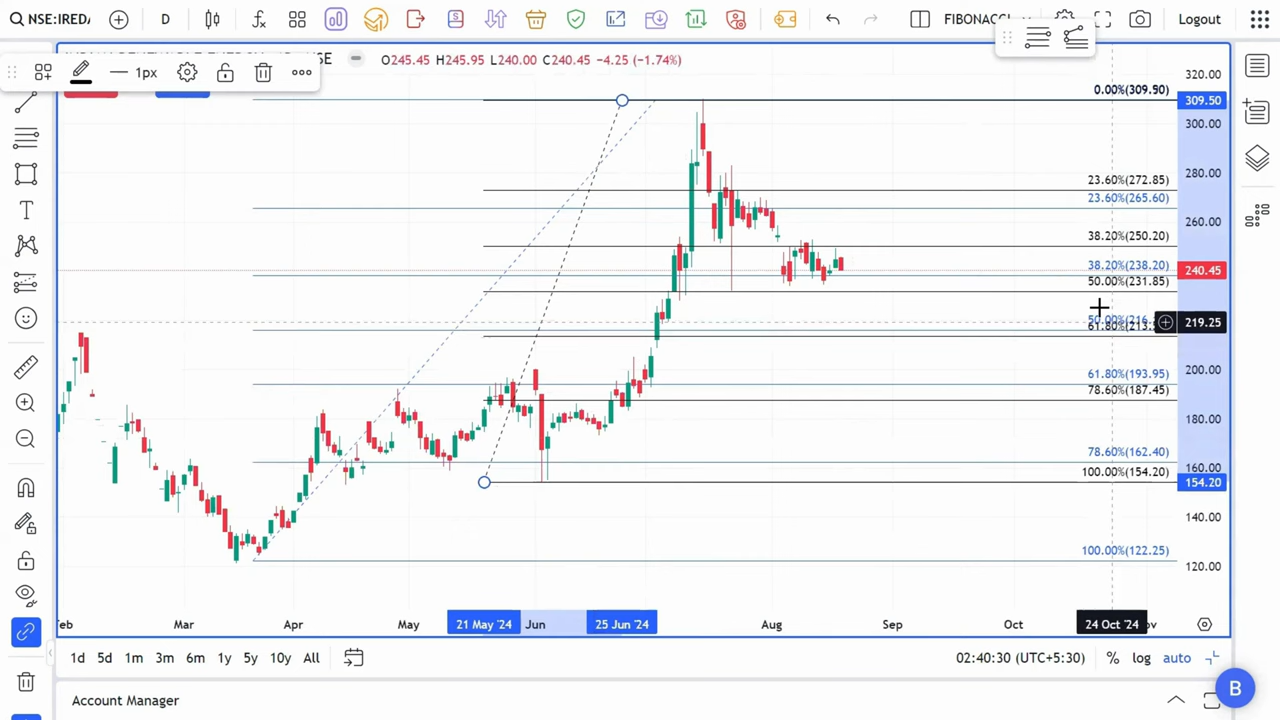 NSE:IREDA
D
FIBONACCI
Logout
O245.45 H245.95 L240.00 C240.45 -4.25 (-1.74%)
1px
320.00
0.00%(309.50)
309.50
300.00
280.00
23.60%(272.85)
23.60%(265.60)
260.00
38.20%(250.20)
38.20%(238.20)
240.45
50.00%(231.85)
219.25
200.00
61.80%(193.95)
78.60%(187.45)
180.00
78.60%(162.40)
160.00
100.00%(154.20)
154.20
140.00
100.00%(122.25)
120.00
Mar Apr May 21 May '24 Jun 25 Jun '24 Aug Sep Oct 24 Oct '24
1d 5d 1m 3m 6m 1y 5y 10y All
02:40:30 (UTC+5:30) % log auto
B
Account Manager